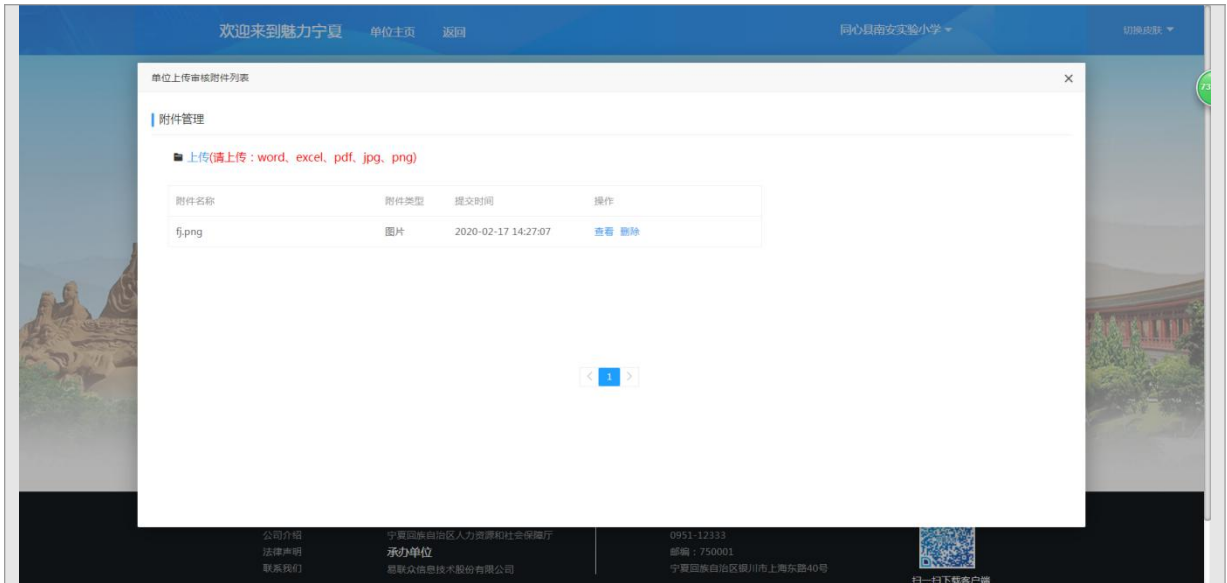 欢迎来到魅力宁夏 单位主页 返回 同心县南安实验小学 切换皮肤
单位上传审核附件列表 ×
73
附件管理
上传(请上传：word、excel、pdf、jpg、png)
附件名称 附件类型 提交时间 操作
fj.png 图片 2020-02-17 14:27:07 查看 删除
< 1 >
公司介绍 宁夏回族自治区人力资源和社会保障厅 0951-12333
法律声明 承办单位 邮编：750001
联系我们 易联众信息技术股份有限公司 宁夏回族自治区银川市上海东路40号
扫一扫下载客户端